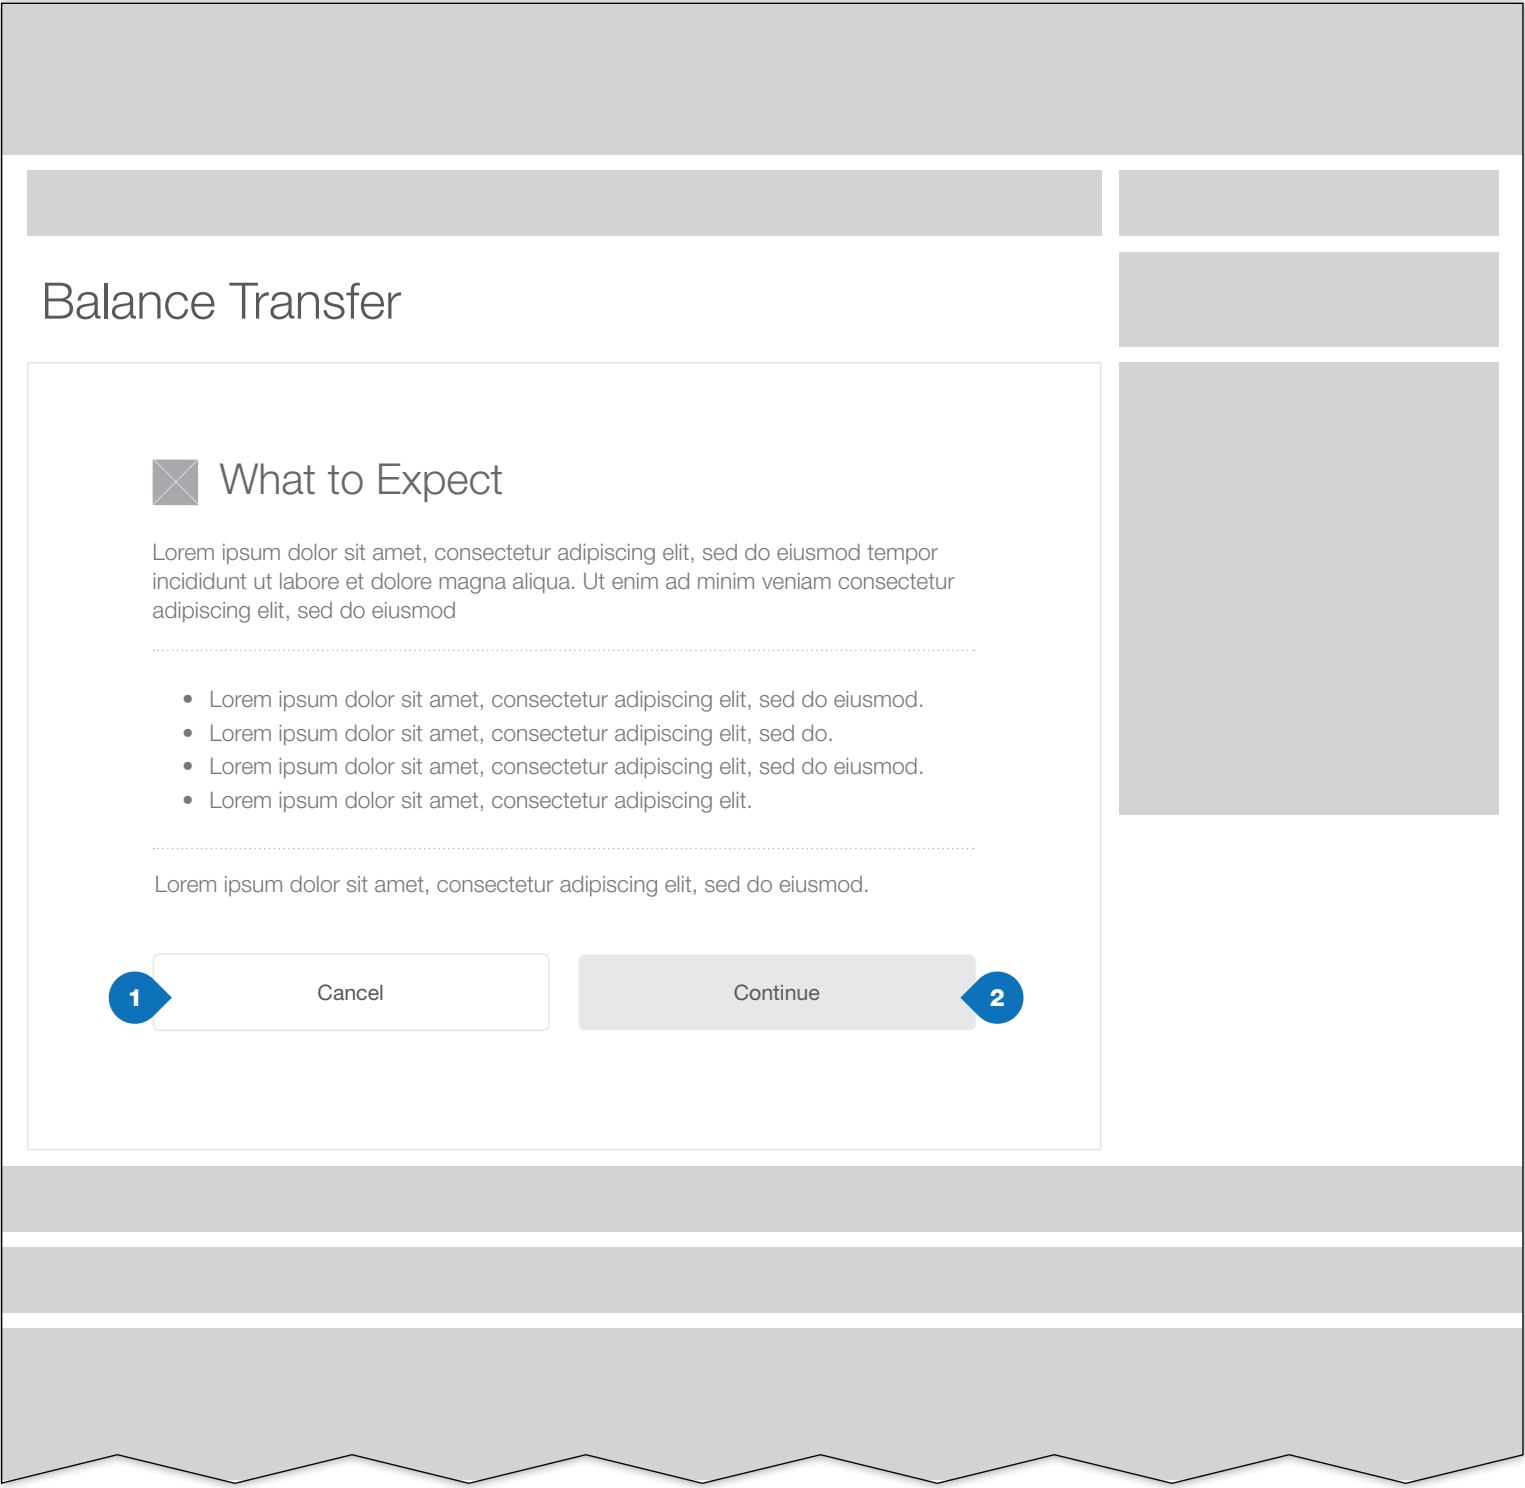 Balance Transfer
What to Expect
Lorem ipsum dolor sit amet, consectetur adipiscing elit, sed do eiusmod tempor
incididunt ut labore et dolore magna aliqua. Ut enim ad minim veniam consectetur
adipiscing elit, sed do eiusmod
• Lorem ipsum dolor sit amet, consectetur adipiscing elit, sed do eiusmod.
• Lorem ipsum dolor sit amet, consectetur adipiscing elit, sed do.
• Lorem ipsum dolor sit amet, consectetur adipiscing elit, sed do eiusmod.
• Lorem ipsum dolor sit amet, consectetur adipiscing elit.
Lorem ipsum dolor sit amet, consectetur adipiscing elit, sed do eiusmod.
1 Cancel Continue 2